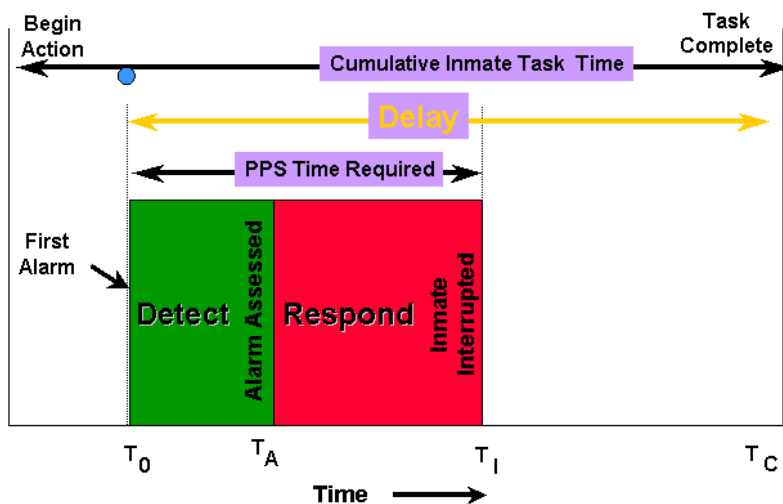 Begin
Action
Task
Complete
Cumulative Inmate Task Time
Delay
PPS Time Required
First
Alarm
Detect
Alarm Assessed
Respond
Inmate
Interrupted
T0
TA
TI
TC
Time